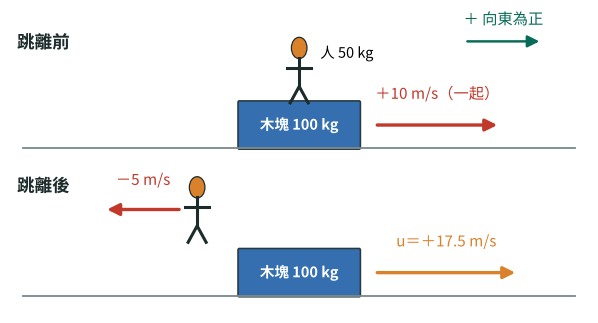 ＋ 向東為正
跳離前
人 50 kg
＋10 m/s（一起）
木塊 100 kg
跳離後
－5 m/s
u＝＋17.5 m/s
木塊 100 kg